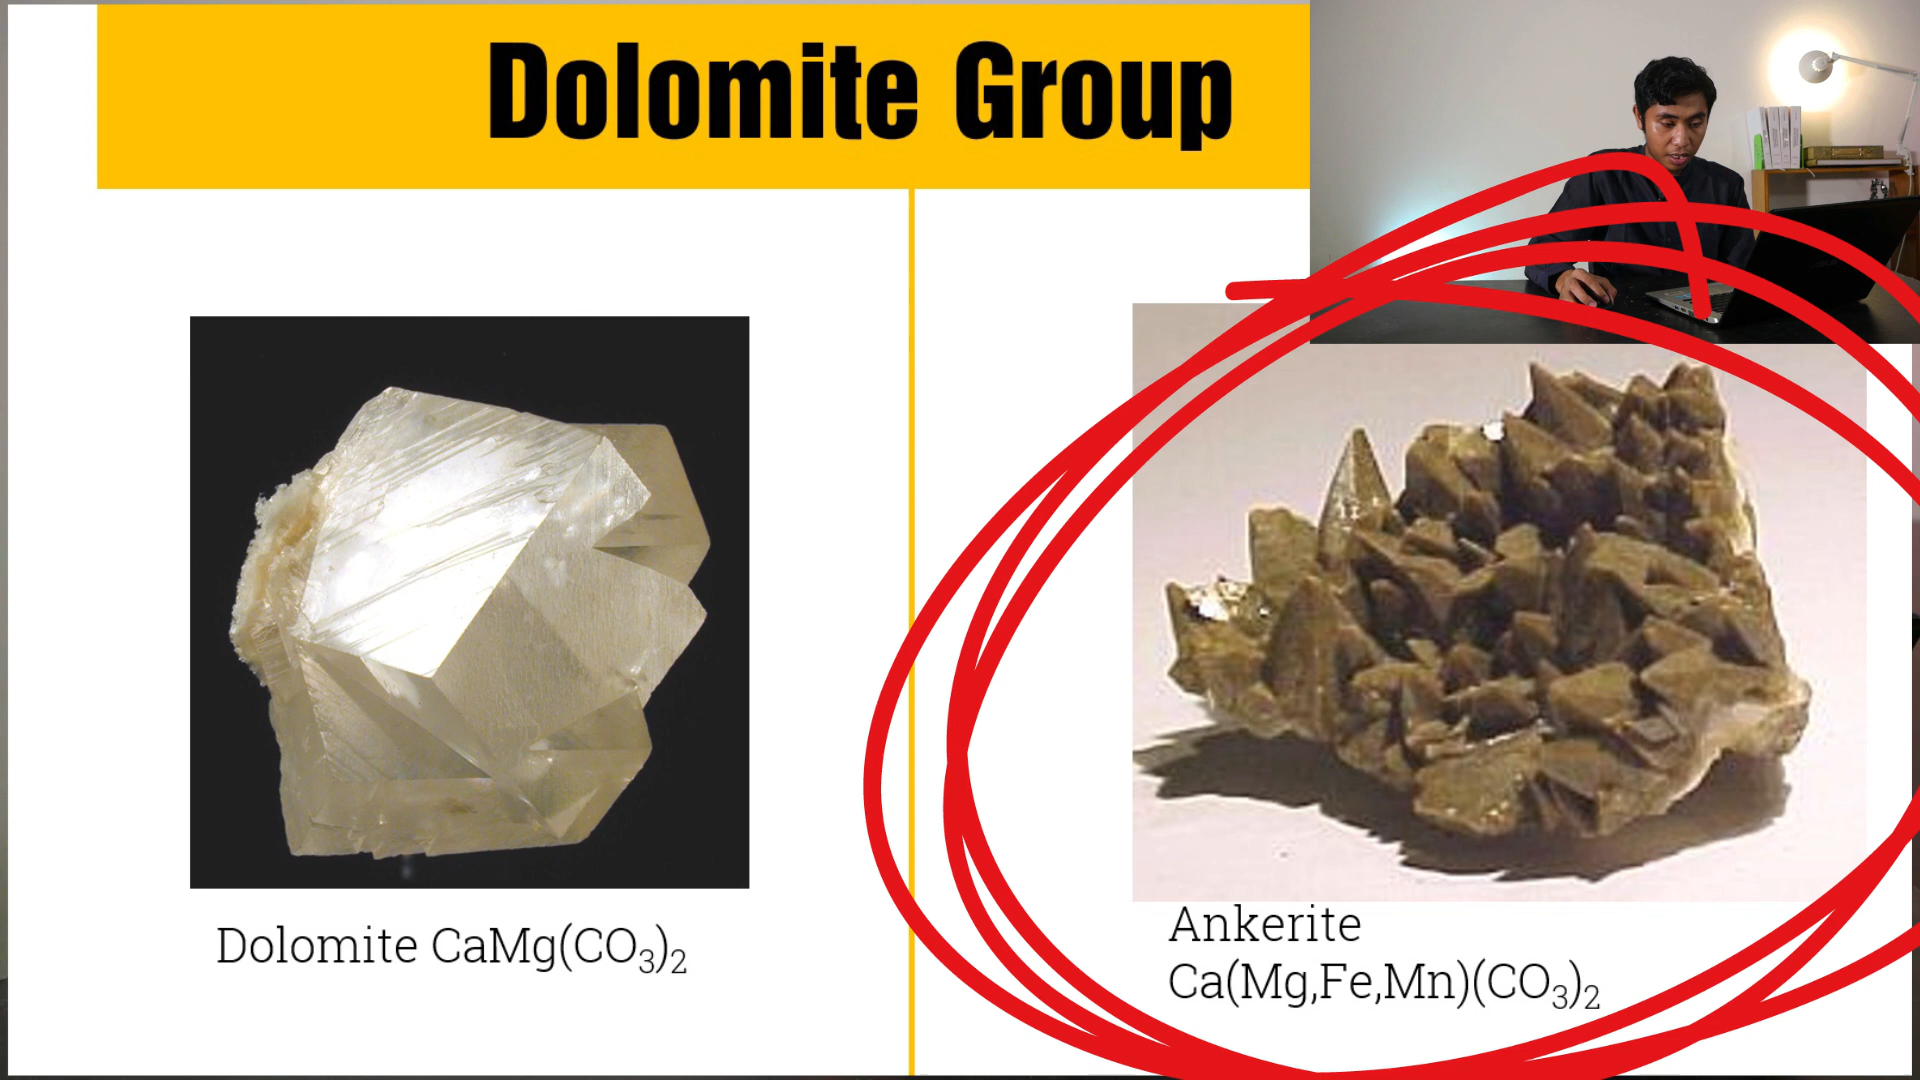 Dolomite Group
Dolomite CaMg(CO₃)₂
Ankerite
Ca(Mg,Fe,Mn)(CO₃)₂